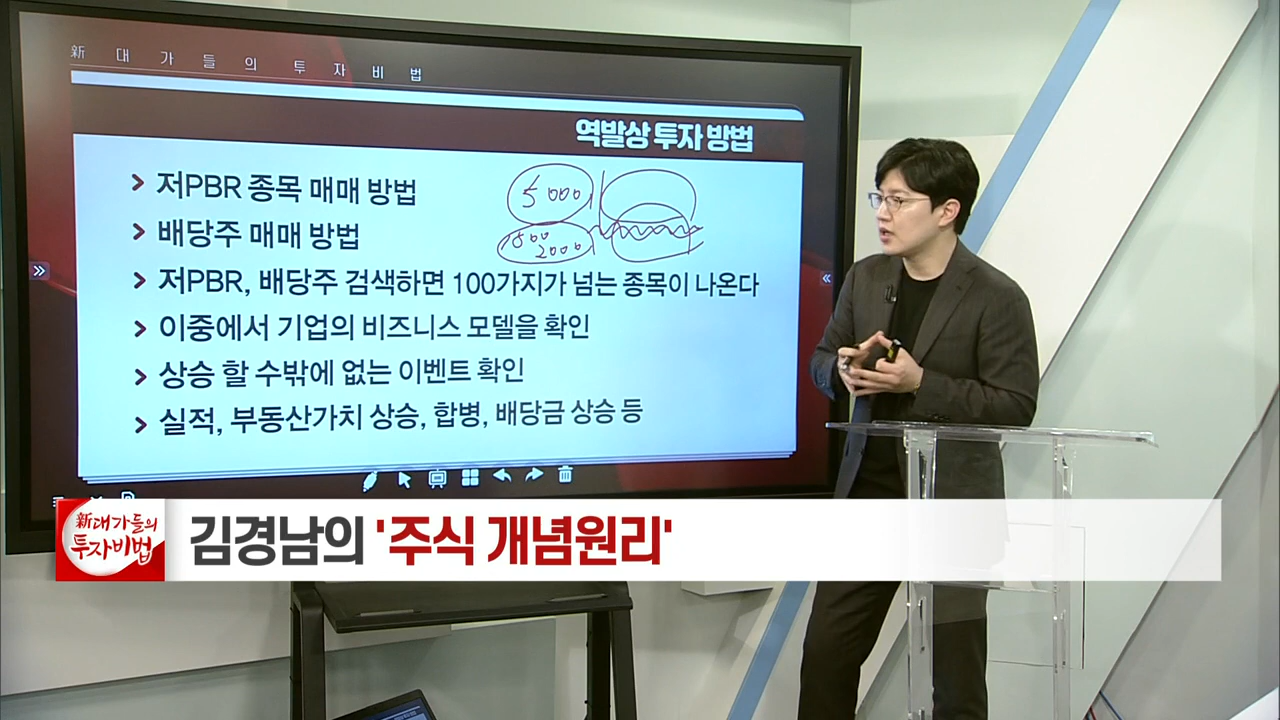 新 대 가 들 의 투 자 비 법
역발상 투자 방법
저PBR 종목 매매 방법
5000
배당주 매매 방법
1500
2000
저PBR, 배당주 검색하면 100가지가 넘는 종목이 나온다
이중에서 기업의 비즈니스 모델을 확인
상승 할 수밖에 없는 이벤트 확인
실적, 부동산가치 상승, 합병, 배당금 상승 등
新대가들의
투자비법
김경남의 '주식 개념원리'